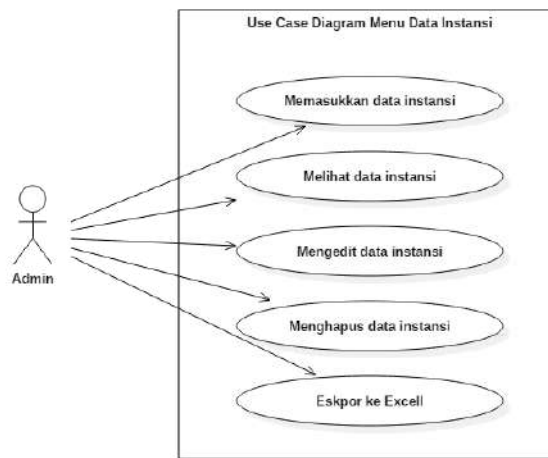 Use Case Diagram Menu Data Instansi
Memasukkan data instansi
Melihat data instansi
Mengedit data instansi
Admin
Menghapus data instansi
Eskpor ke Excell